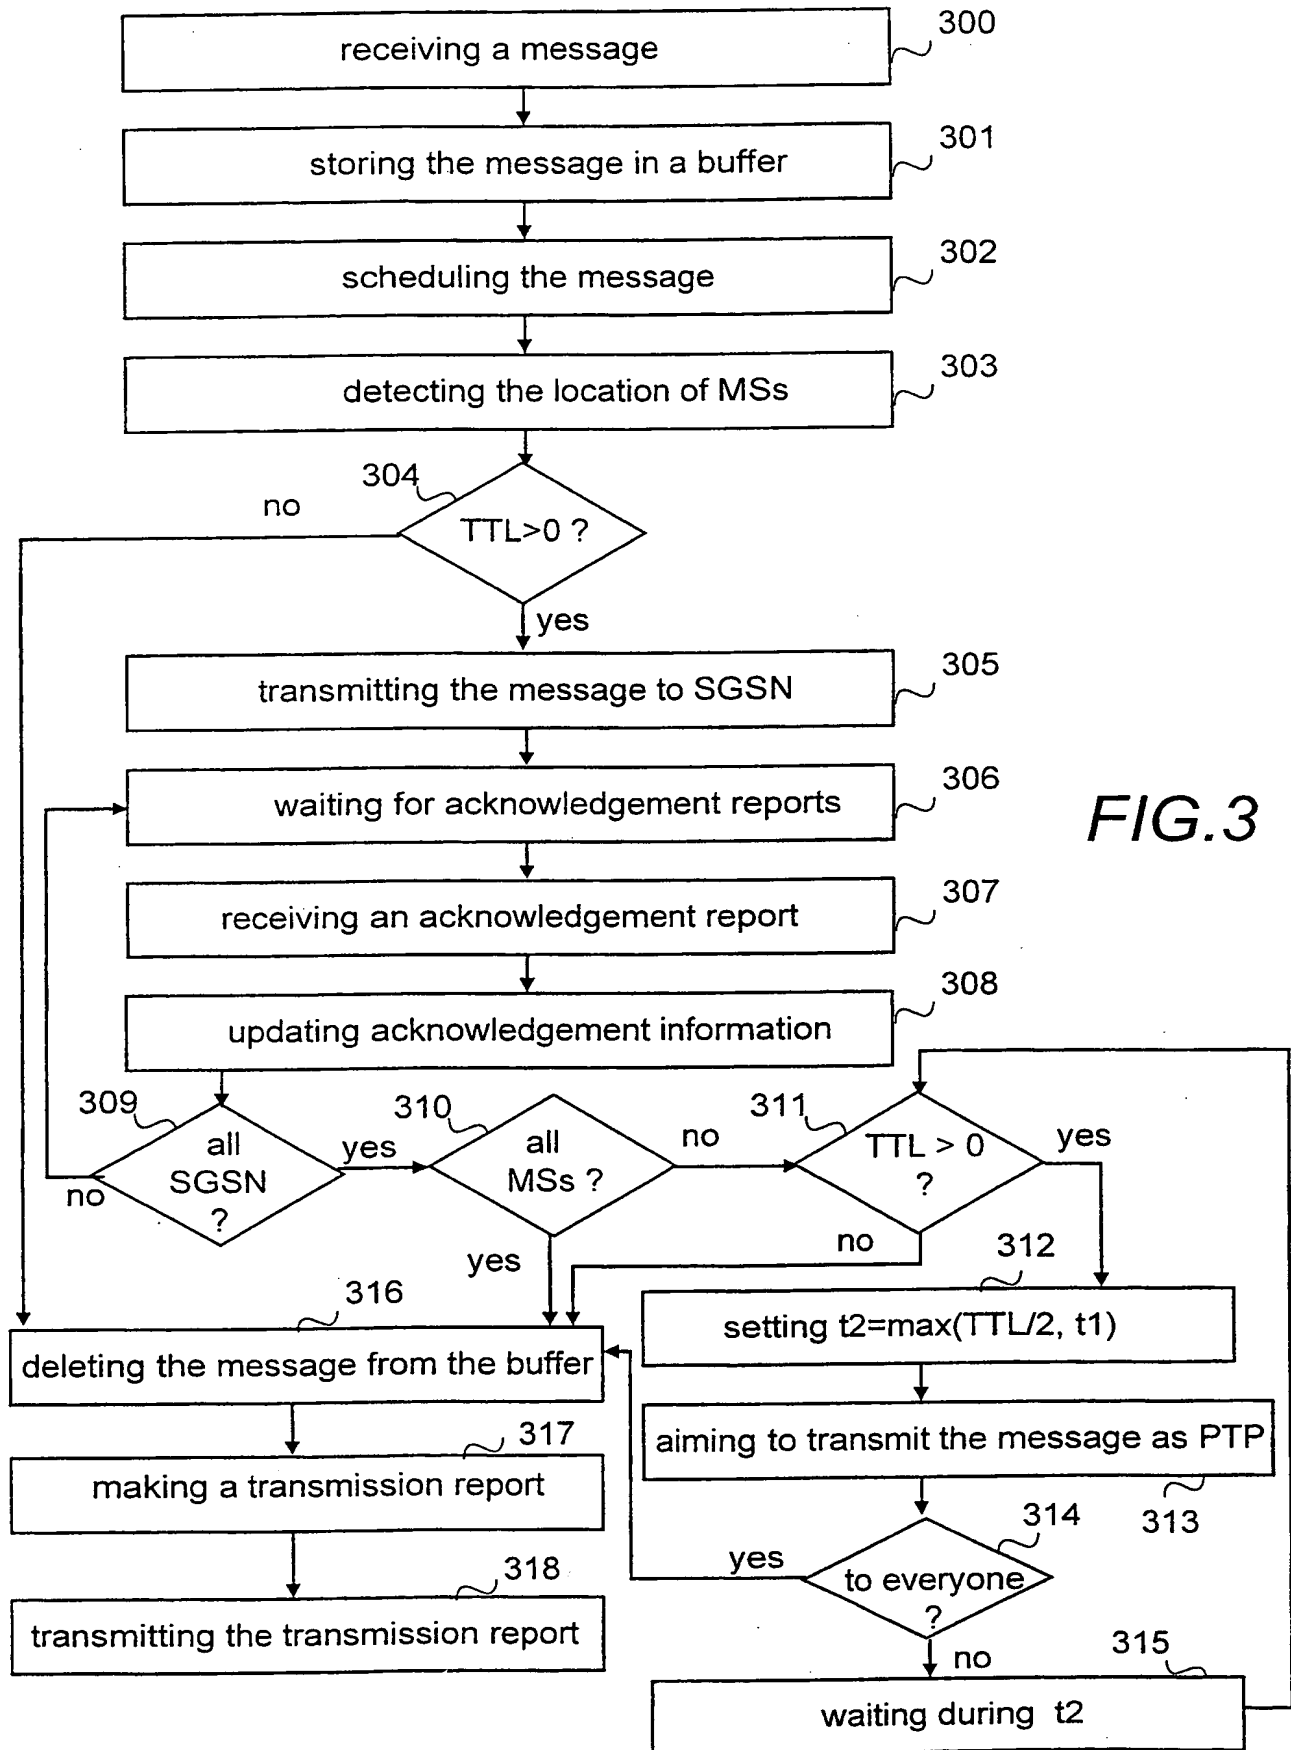 300
receiving a message
301
storing the message in a buffer
302
scheduling the message
303
detecting the location of MSs
304
no
TTL>0 ?
yes
305
transmitting the message to SGSN
306
waiting for acknowledgement reports
FIG.3
307
receiving an acknowledgement report
308
updating acknowledgement information
309
all
SGSN
?
no
yes
310
all
MSs ?
no
yes
311
TTL > 0
?
yes
no
312
setting t2=max(TTL/2, t1)
316
deleting the message from the buffer
aiming to transmit the message as PTP
313
317
making a transmission report
314
yes
to everyone
?
no
318
transmitting the transmission report
315
waiting during t2